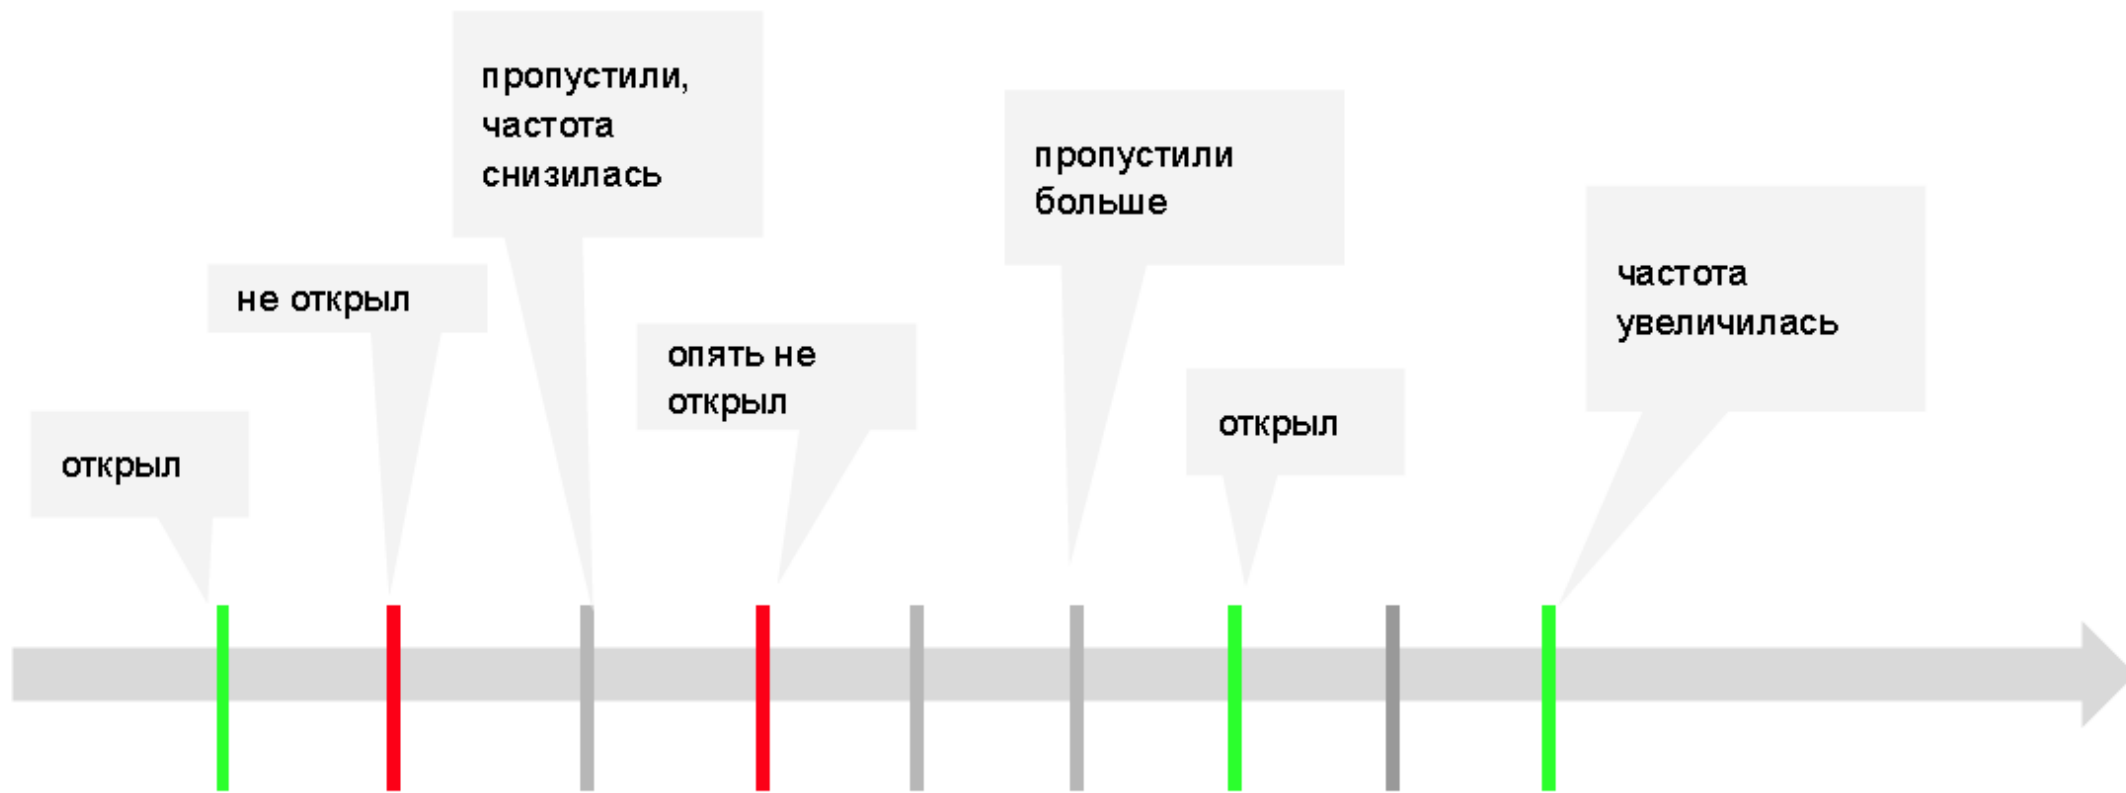 открыл
не открыл
пропустили,
частота
снизилась
опять не
открыл
пропустили
больше
открыл
частота
увеличилась